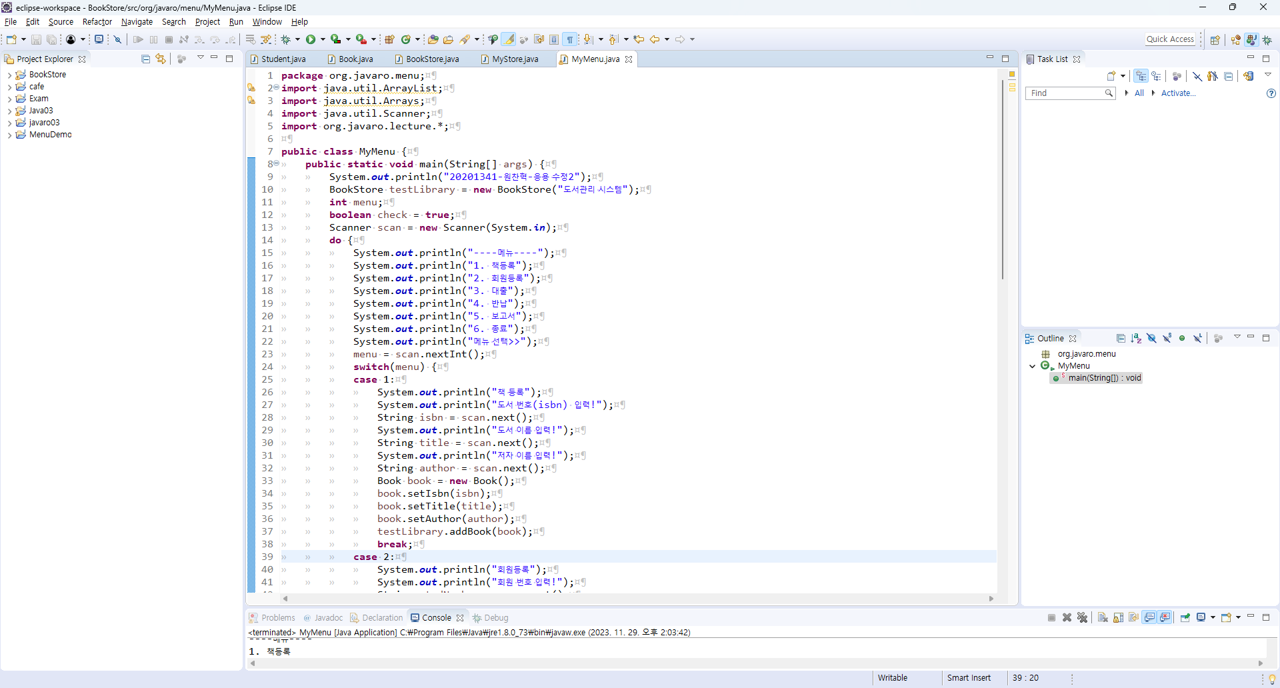 eclipse-workspace - BookStore/src/org/javaro/menu/MyMenu.java - Eclipse IDE
File Edit Source Refactor Navigate Search Project Run Window Help
Quick Access
Project Explorer
BookStore
cafe
Exam
Java03
javaro03
MenuDemo
Student.java Book.java BookStore.java MyStore.java MyMenu.java
1 package org.javaro.menu;
2 import java.util.ArrayList;
3 import java.util.Arrays;
4 import java.util.Scanner;
5 import org.javaro.lecture.*;
6
7 public class MyMenu {
8 public static void main(String[] args) {
9 System.out.println("20201341-원찬혁-응용 수정2");
10 BookStore testLibrary = new BookStore("도서관리 시스템");
11 int menu;
12 boolean check = true;
13 Scanner scan = new Scanner(System.in);
14 do {
15 System.out.println("----메뉴----");
16 System.out.println("1. 책등록");
17 System.out.println("2. 회원등록");
18 System.out.println("3. 대출");
19 System.out.println("4. 반납");
20 System.out.println("5. 보고서");
21 System.out.println("6. 종료");
22 System.out.println("메뉴 선택>>");
23 menu = scan.nextInt();
24 switch(menu) {
25 case 1:
26 System.out.println("책 등록");
27 System.out.println("도서 번호(isbn) 입력!");
28 String isbn = scan.next();
29 System.out.println("도서 이름 입력!");
30 String title = scan.next();
31 System.out.println("저자 이름 입력!");
32 String author = scan.next();
33 Book book = new Book();
34 book.setIsbn(isbn);
35 book.setTitle(title);
36 book.setAuthor(author);
37 testLibrary.addBook(book);
38 break;
39 case 2:
40 System.out.println("회원등록");
41 System.out.println("회원 번호 입력!");
Task List
Find All Activate...
Outline
org.javaro.menu
MyMenu
main(String[]) : void
Problems Javadoc Declaration Console Debug
<terminated> MyMenu [Java Application] C:₩Program Files₩Java₩jre1.8.0_73₩bin₩javaw.exe (2023. 11. 29. 오후 2:03:42)
----메뉴----
1. 책등록
Writable Smart Insert 39 : 20